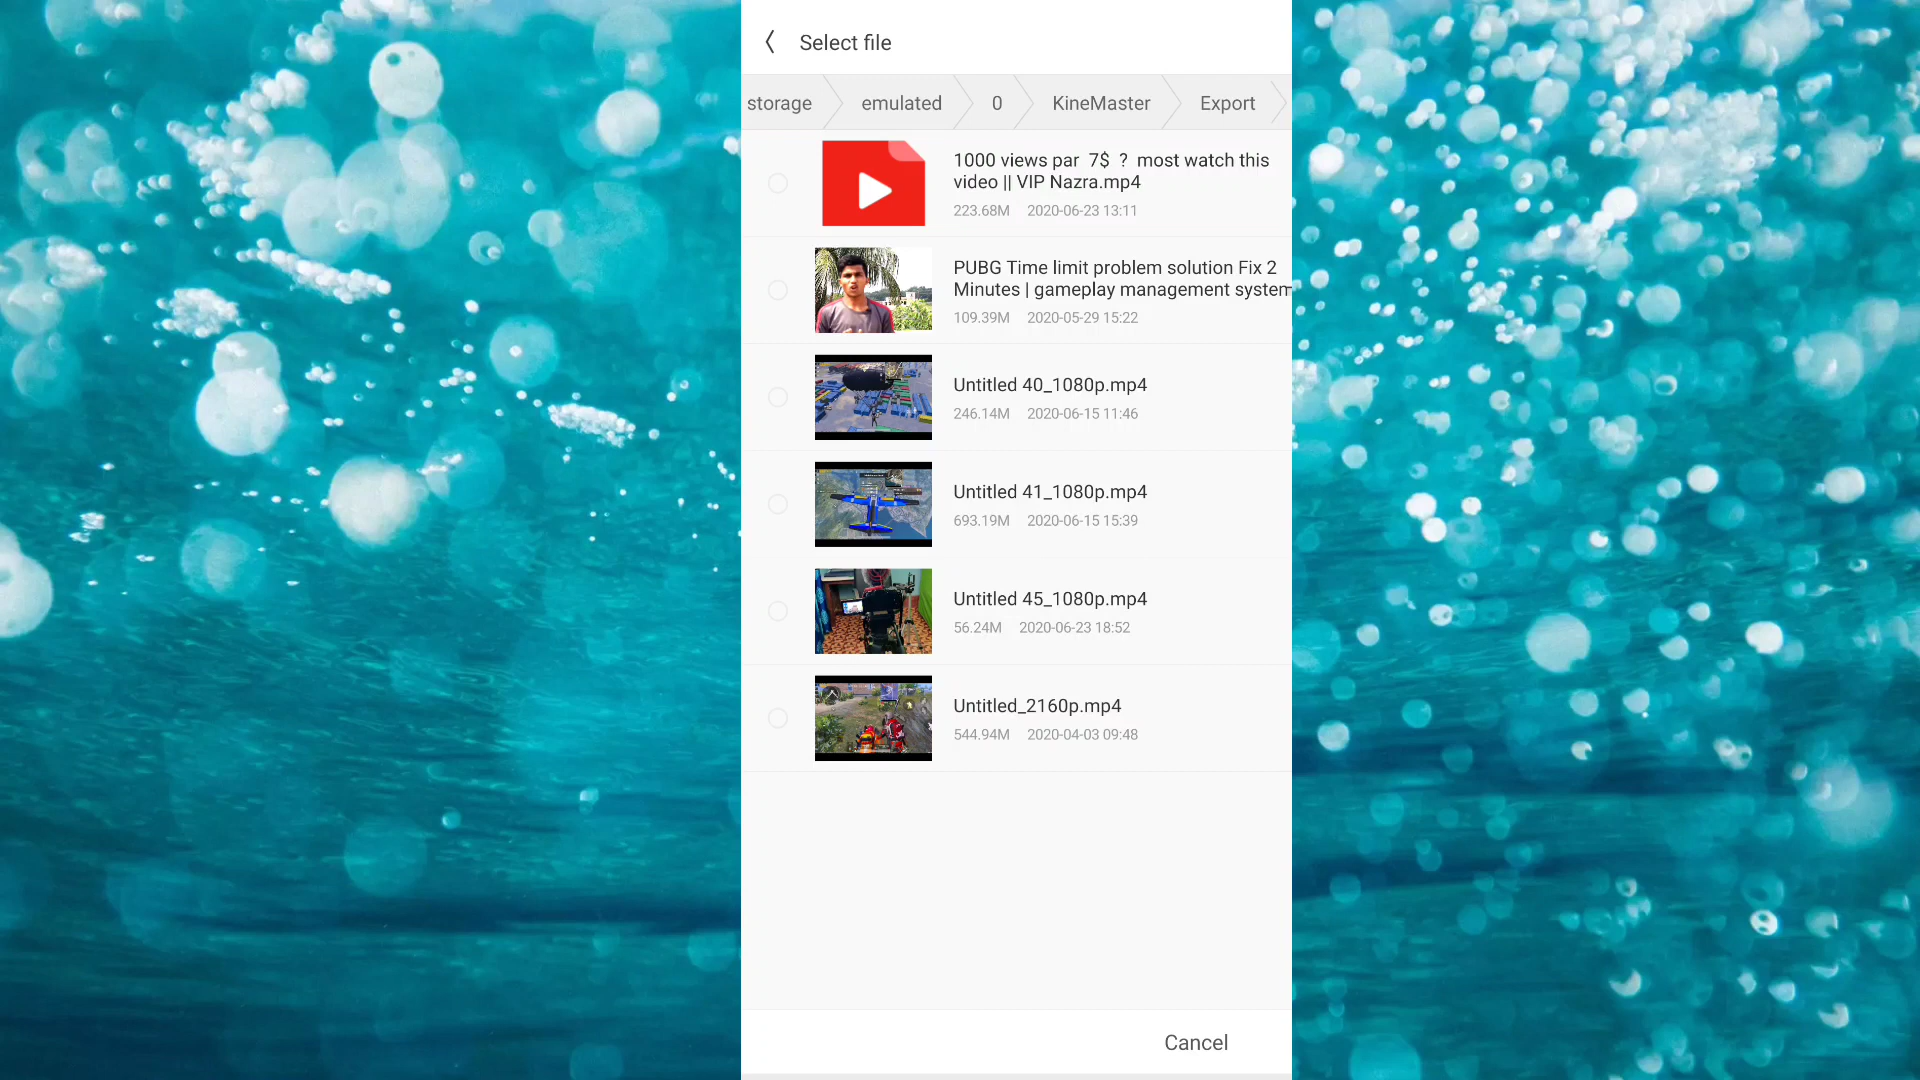 Select file
storage
emulated
0
KineMaster
Export
1000 views par 7$ ? most watch this
video || VIP Nazra.mp4
223.68M 2020-06-23 13:11
PUBG Time limit problem solution Fix 2
Minutes | gameplay management system
109.39M 2020-05-29 15:22
Untitled 40_1080p.mp4
246.14M 2020-06-15 11:46
Untitled 41_1080p.mp4
693.19M 2020-06-15 15:39
Untitled 45_1080p.mp4
56.24M 2020-06-23 18:52
Untitled_2160p.mp4
544.94M 2020-04-03 09:48
Cancel